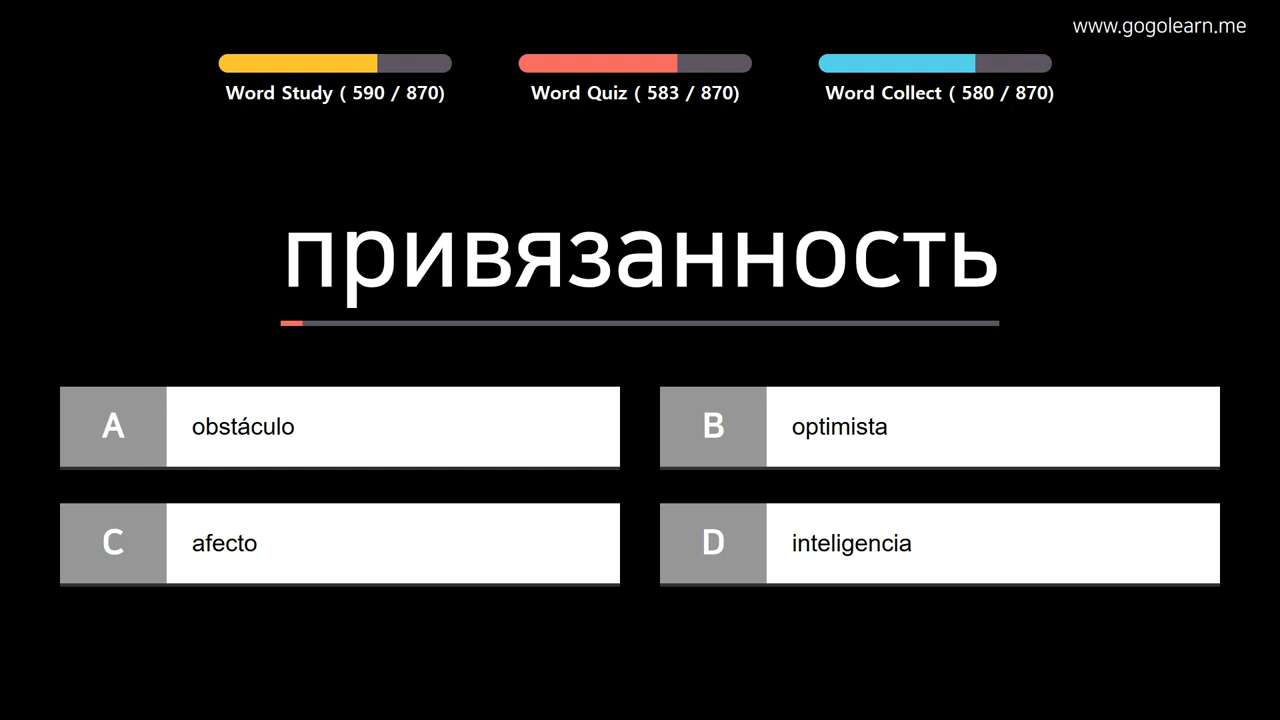 www.gogolearn.me
Word Study ( 590 / 870)
Word Quiz ( 583 / 870)
Word Collect ( 580 / 870)
привязанность
A
obstáculo
B
optimista
C
afecto
D
inteligencia